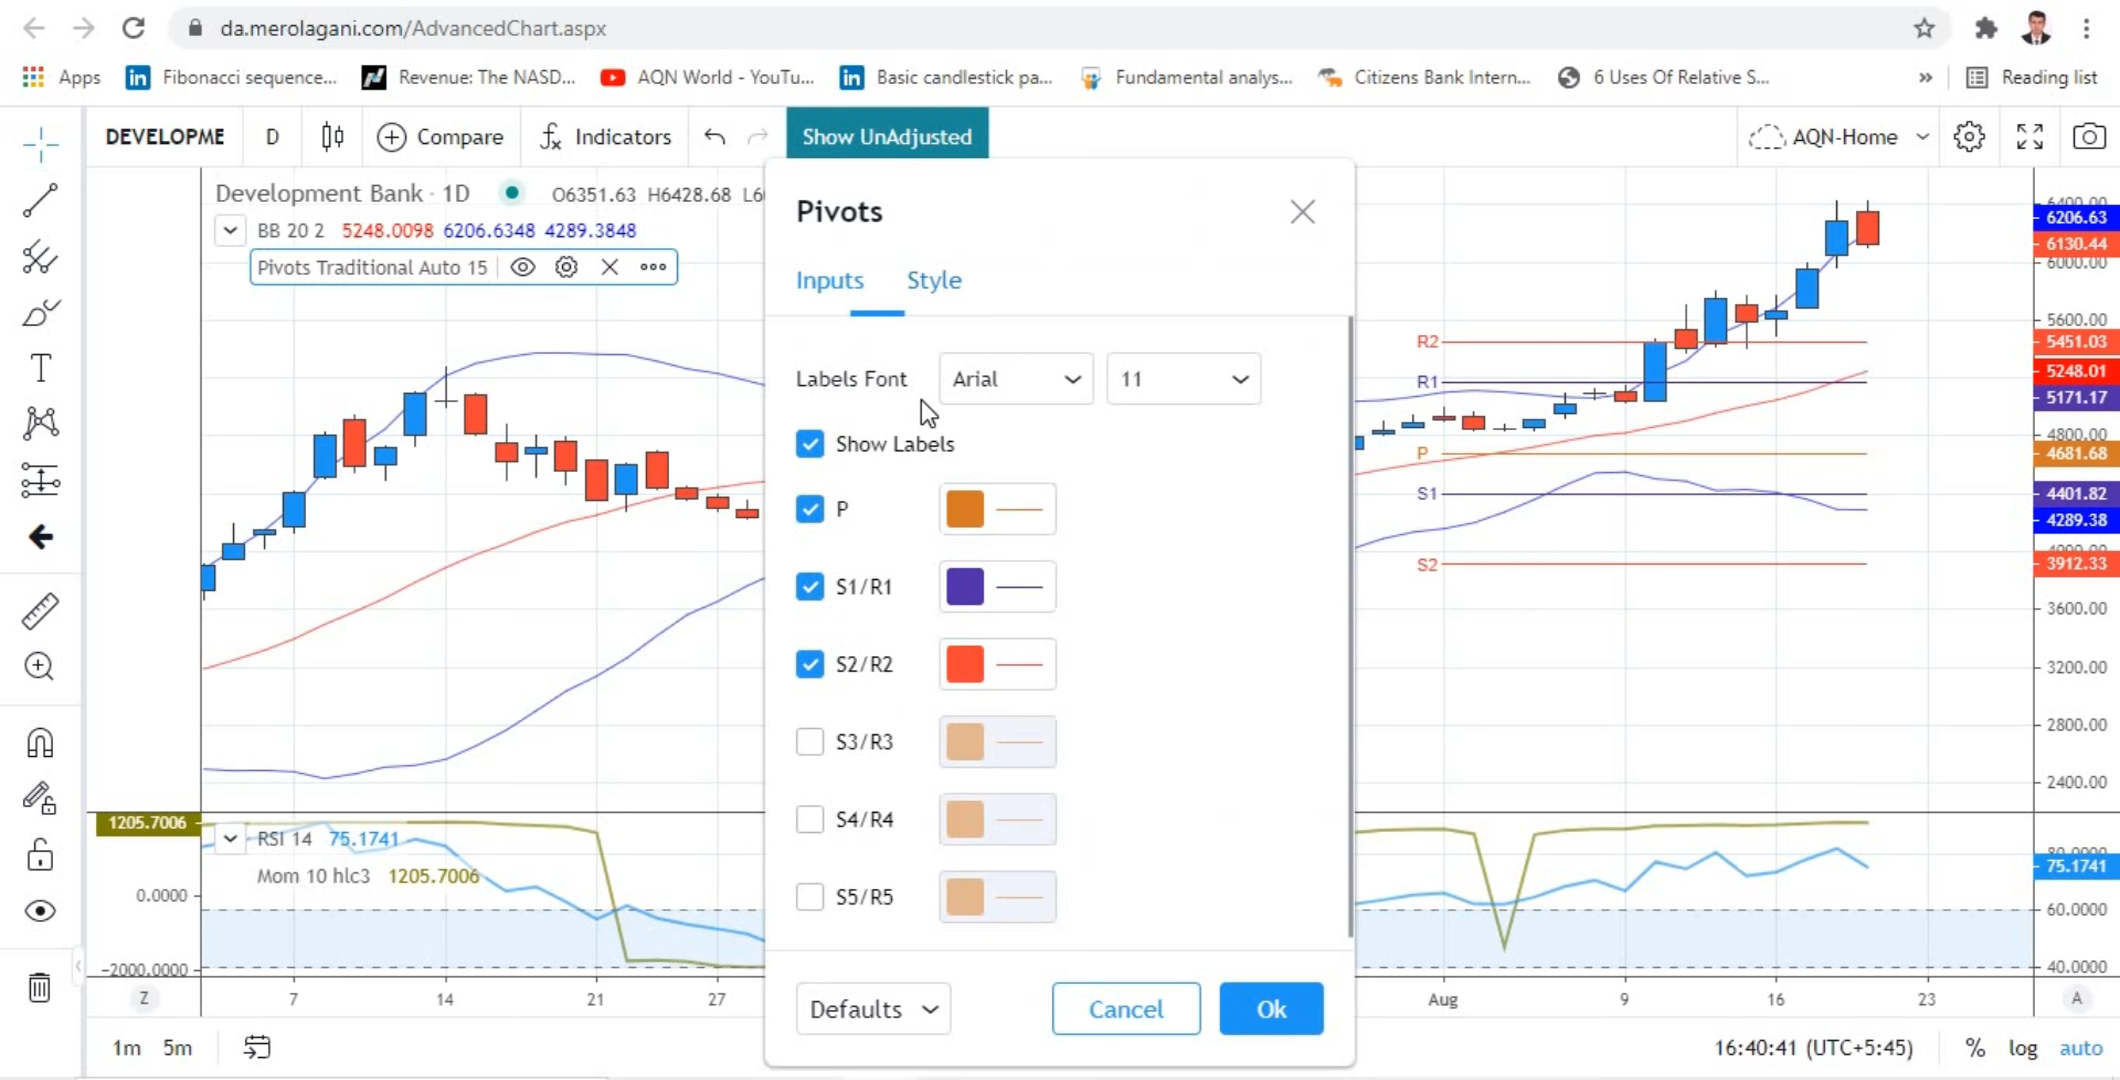 da.merolagani.com/AdvancedChart.aspx
Apps
Fibonacci sequence...
Revenue: The NASD...
AQN World - YouTu...
Basic candlestick pa...
Fundamental analys...
Citizens Bank Intern...
6 Uses Of Relative S...
»
Reading list
DEVELOPME
D
Compare
Indicators
Show UnAdjusted
AQN-Home
Development Bank · 1D
O6351.63 H6428.68 L6
BB 20 2 5248.0098 6206.6348 4289.3848
Pivots Traditional Auto 15
Pivots
Inputs
Style
Labels Font
Arial
11
Show Labels
P
S1/R1
S2/R2
S3/R3
S4/R4
S5/R5
Defaults
Cancel
Ok
R2
R1
P
S1
S2
6400.00
6206.63
6130.44
6000.00
5600.00
5451.03
5248.01
5171.17
4800.00
4681.68
4401.82
4289.38
4000.00
3912.33
3600.00
3200.00
2800.00
2400.00
1205.7006
RSI 14 75.1741
Mom 10 hlc3 1205.7006
0.0000
-2000.0000
80.0000
75.1741
60.0000
40.0000
Z
7
14
21
27
Aug
9
16
23
A
1m 5m
16:40:41 (UTC+5:45)
%
log
auto